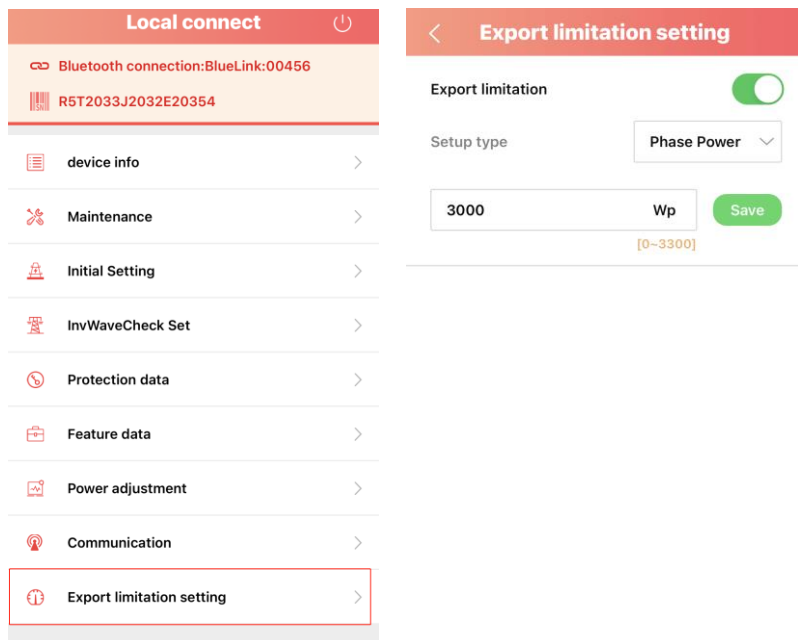 Local connect
Bluetooth connection:BlueLink:00456
R5T2033J2032E20354
device info
Maintenance
Initial Setting
InvWaveCheck Set
Protection data
Feature data
Power adjustment
Communication
Export limitation setting
Export limitation setting
Export limitation
Setup type Phase Power
3000 Wp Save
[0~3300]